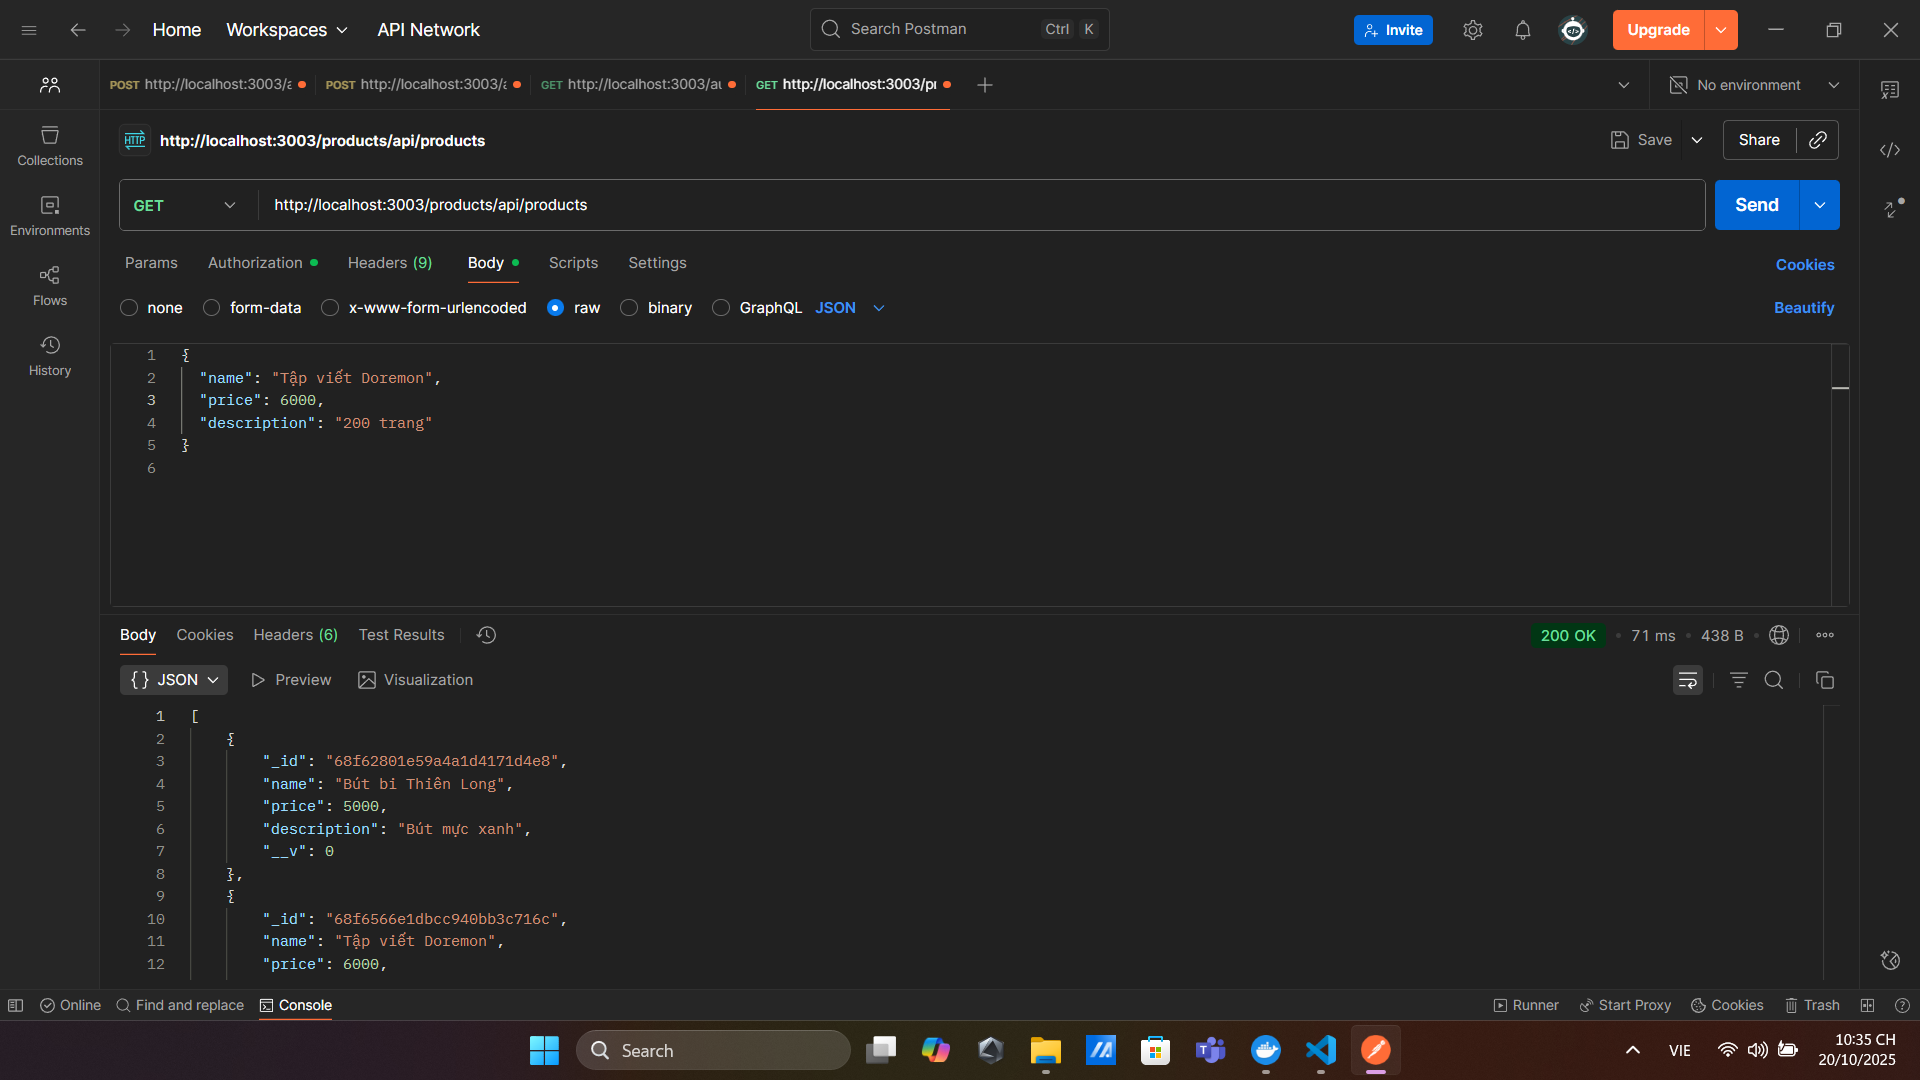 Home Workspaces API Network Search Postman Ctrl K Invite Upgrade
POST http://localhost:3003/a POST http://localhost:3003/a GET http://localhost:3003/au GET http://localhost:3003/pr No environment
HTTP http://localhost:3003/products/api/products Save Share
GET http://localhost:3003/products/api/products Send
Params Authorization Headers (9) Body Scripts Settings Cookies
none form-data x-www-form-urlencoded raw binary GraphQL JSON Beautify
Collections
Environments
Flows
History
1 {
2 "name": "Tập viết Doremon",
3 "price": 6000,
4 "description": "200 trang"
5 }
6
Body Cookies Headers (6) Test Results 200 OK • 71 ms • 438 B •
{} JSON Preview Visualization
1 [
2 {
3 "_id": "68f62801e59a4a1d4171d4e8",
4 "name": "Bút bi Thiên Long",
5 "price": 5000,
6 "description": "Bút mực xanh",
7 "__v": 0
8 },
9 {
10 "_id": "68f6566e1dbcc940bb3c716c",
11 "name": "Tập viết Doremon",
12 "price": 6000,
Online Find and replace Console Runner Start Proxy Cookies Trash
Search VIE 10:35 CH
20/10/2025